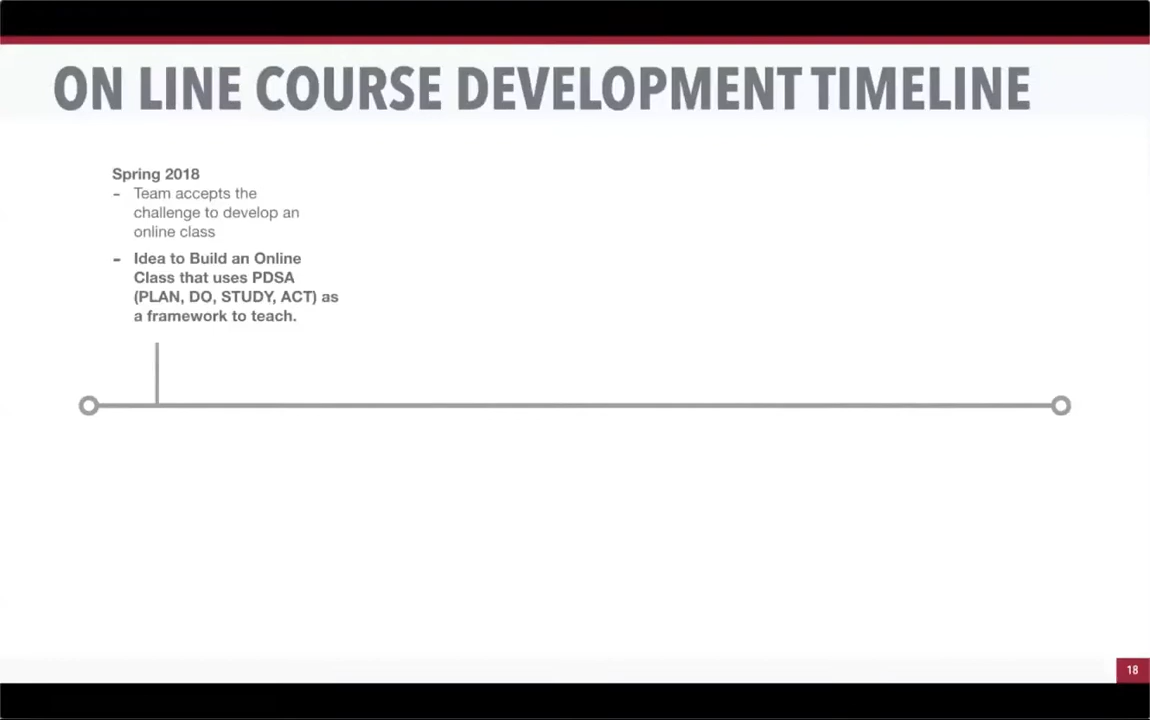 ON LINE COURSE DEVELOPMENT TIMELINE
Spring 2018
- Team accepts the
challenge to develop an
online class
- Idea to Build an Online
Class that uses PDSA
(PLAN, DO, STUDY, ACT) as
a framework to teach.
18